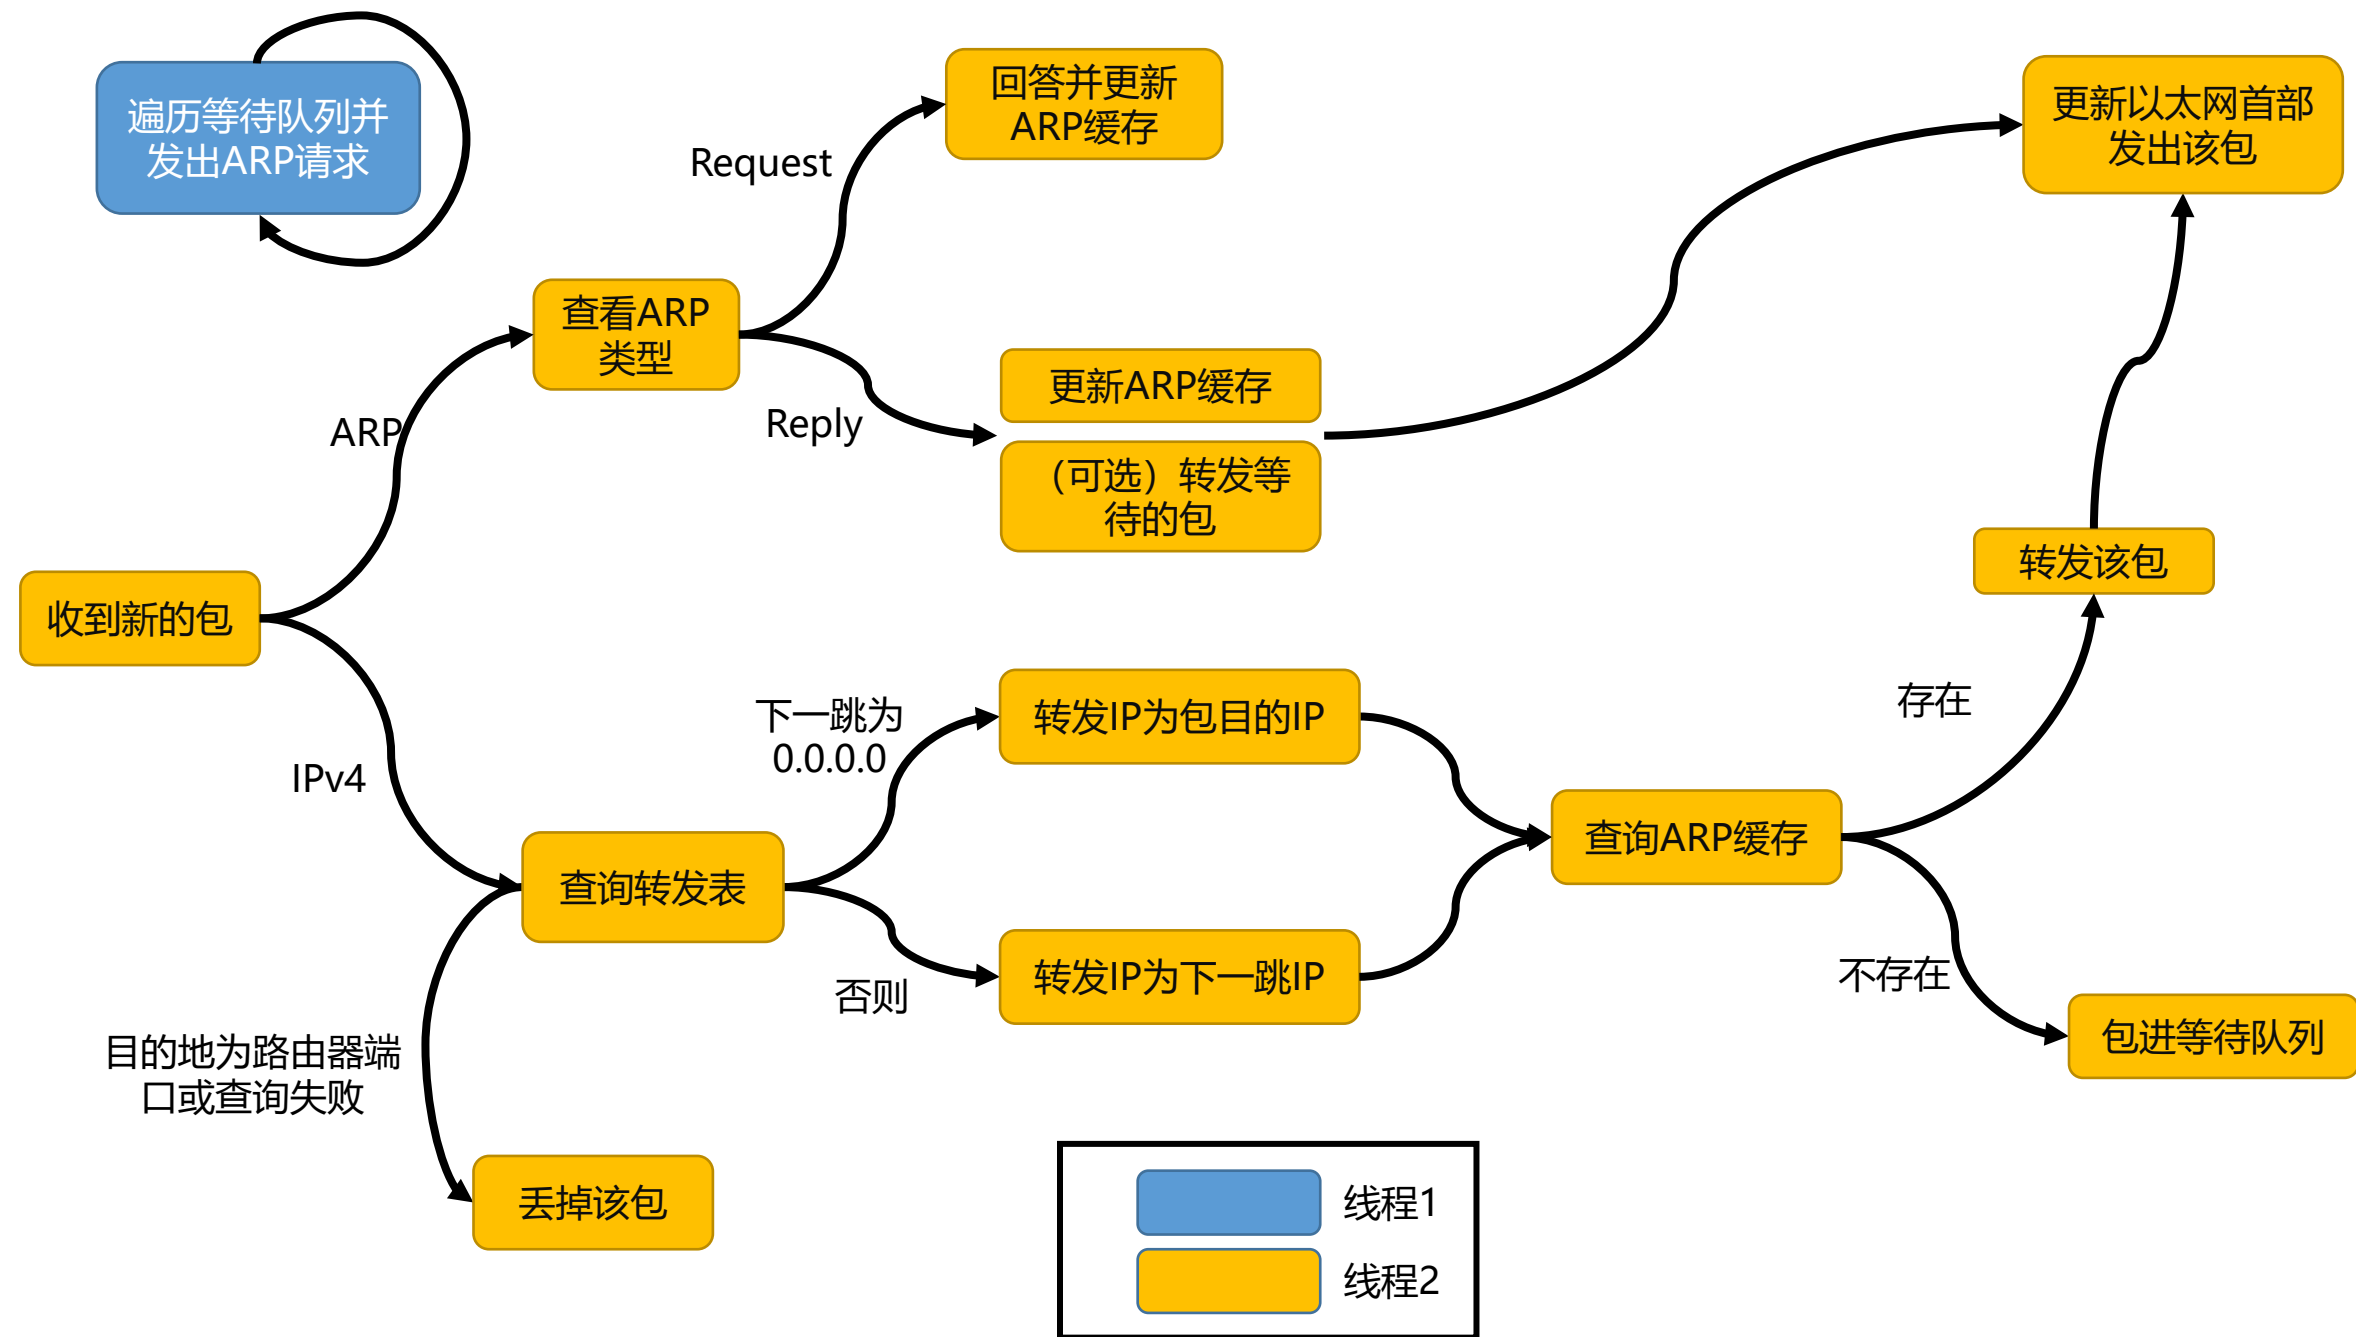 遍历等待队列并
发出ARP请求
回答并更新
ARP缓存
更新以太网首部
发出该包
Request
查看ARP
类型
更新ARP缓存
Reply
ARP
（可选）转发等
待的包
转发该包
收到新的包
下一跳为
0.0.0.0
转发IP为包目的IP
存在
IPv4
查询ARP缓存
查询转发表
转发IP为下一跳IP
否则
不存在
包进等待队列
目的地为路由器端
口或查询失败
丢掉该包
线程1
线程2